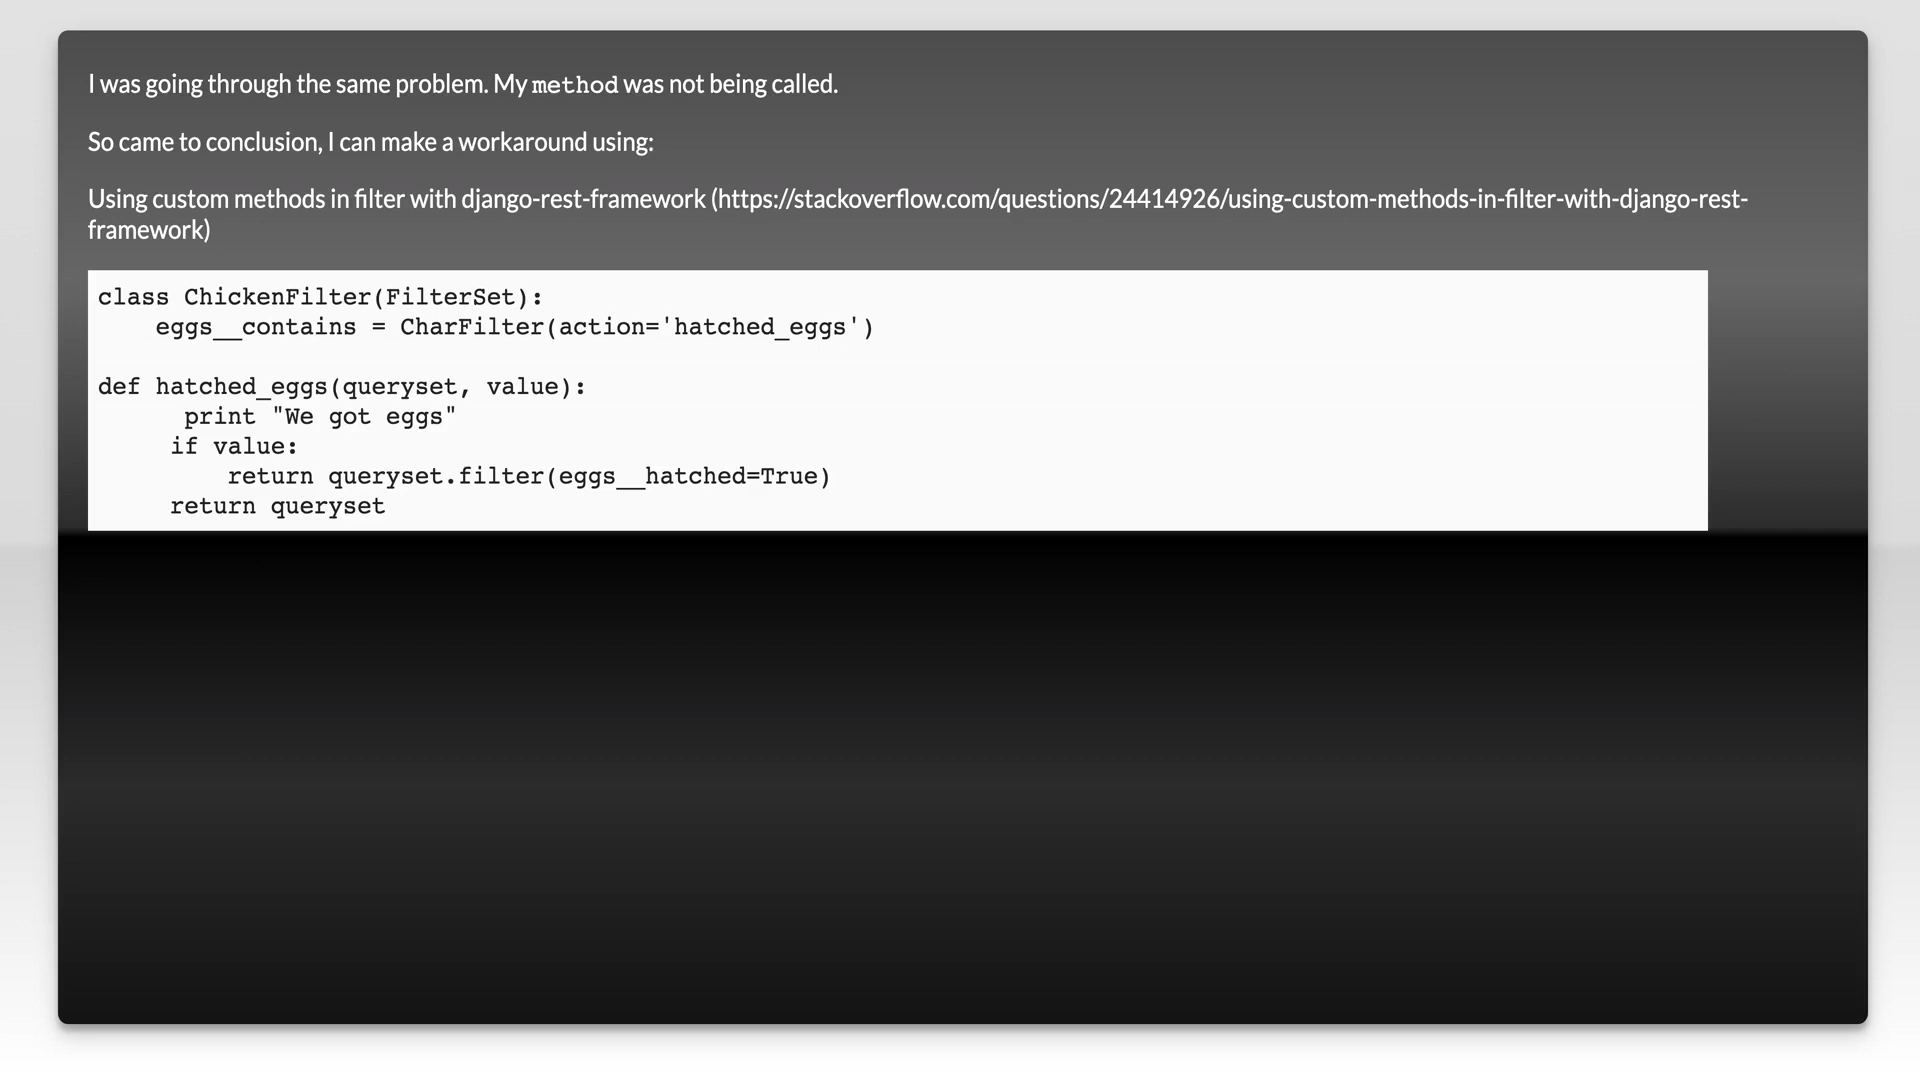 I was going through the same problem. My method was not being called.
So came to conclusion, I can make a workaround using:
Using custom methods in filter with django-rest-framework (https://stackoverflow.com/questions/24414926/using-custom-methods-in-filter-with-django-rest-
framework)
class ChickenFilter(FilterSet):
    eggs__contains = CharFilter(action='hatched_eggs')
def hatched_eggs(queryset, value):
      print "We got eggs"
     if value:
         return queryset.filter(eggs__hatched=True)
     return queryset